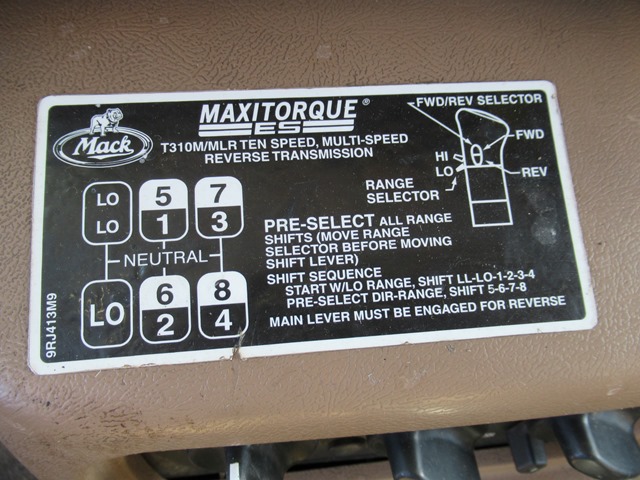 Mack
MAXITORQUE®
ES
T310M/MLR TEN SPEED, MULTI-SPEED
REVERSE TRANSMISSION
FWD/REV SELECTOR
FWD
HI
LO
REV
RANGE
SELECTOR
LO
LO
5
1
7
3
NEUTRAL
LO
6
2
8
4
PRE-SELECT ALL RANGE
SHIFTS (MOVE RANGE
SELECTOR BEFORE MOVING
SHIFT LEVER)
SHIFT SEQUENCE
START W/LO RANGE, SHIFT LL-LO-1-2-3-4
PRE-SELECT DIR-RANGE, SHIFT 5-6-7-8
MAIN LEVER MUST BE ENGAGED FOR REVERSE
9RJ413M9